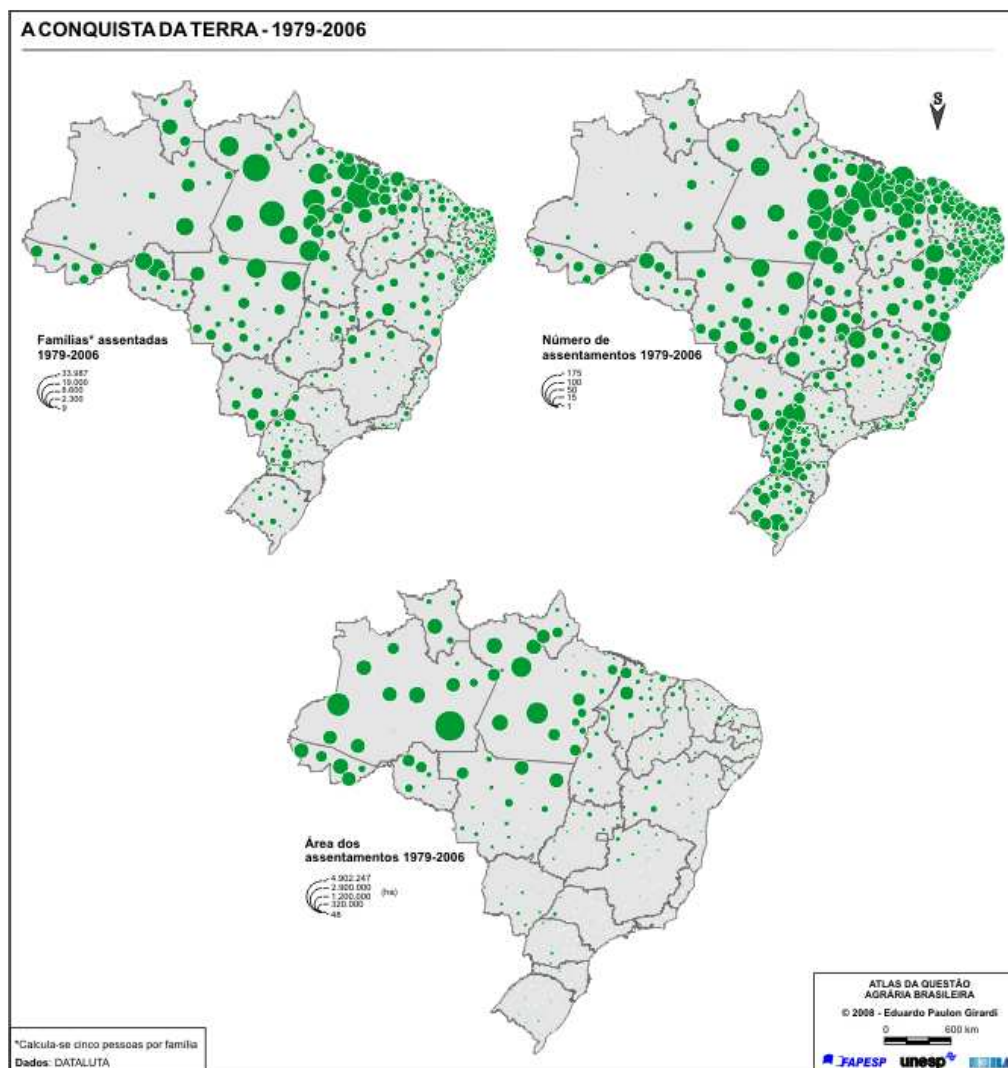 A CONQUISTA DA TERRA - 1979-2006
S
Famílias* assentadas
1979-2006
33.987
19.000
8.600
2.300
9
Número de
assentamentos 1979-2006
175
100
50
15
1
Área dos
assentamentos 1979-2006
4.902.247
2.900.000
1.200.000
(ha)
320.000
48
*Calcula-se cinco pessoas por família
Dados: DATALUTA
ATLAS DA QUESTÃO
AGRÁRIA BRASILEIRA
© 2008 - Eduardo Paulon Girardi
0 600 km
FAPESP unesp